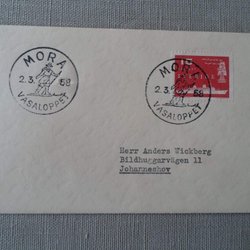 MORA
2.3. 58
VASALOPPET
MORA
2.3. 58
VASALOPPET
Herr Anders Wickberg
Bildhuggarvägen 11
Johanneshov